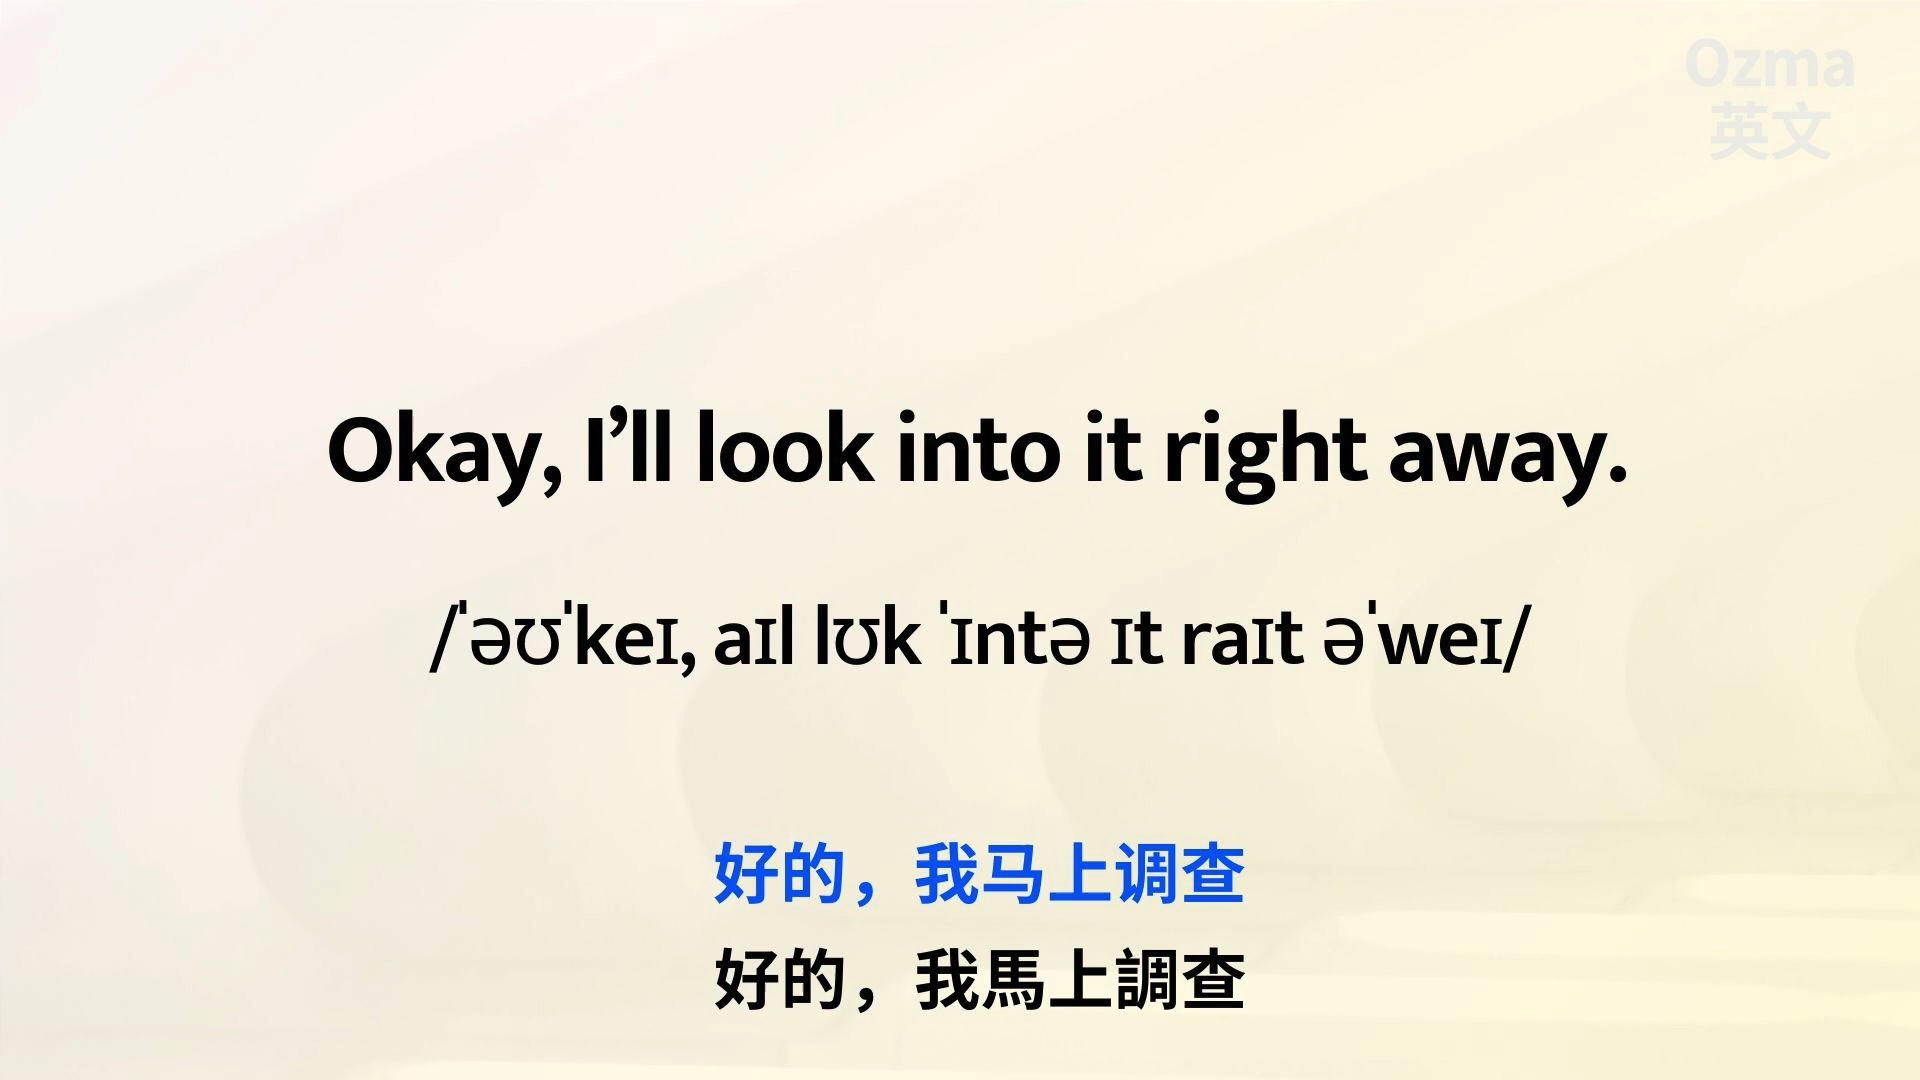 Ozma
英文
Okay, I’ll look into it right away.
/ˈəʊˈkeɪ, aɪl lʊk ˈɪntə ɪt raɪt əˈweɪ/
好的，我马上调查
好的，我馬上調查